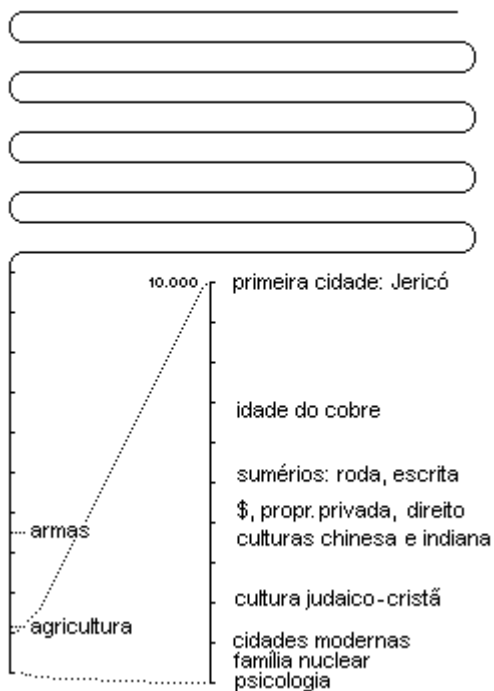 10.000
primeira cidade: Jericó
idade do cobre
sumérios: roda, escrita
$, propr. privada, direito
armas
culturas chinesa e indiana
cultura judaico-cristã
agricultura
cidades modernas
família nuclear
psicologia